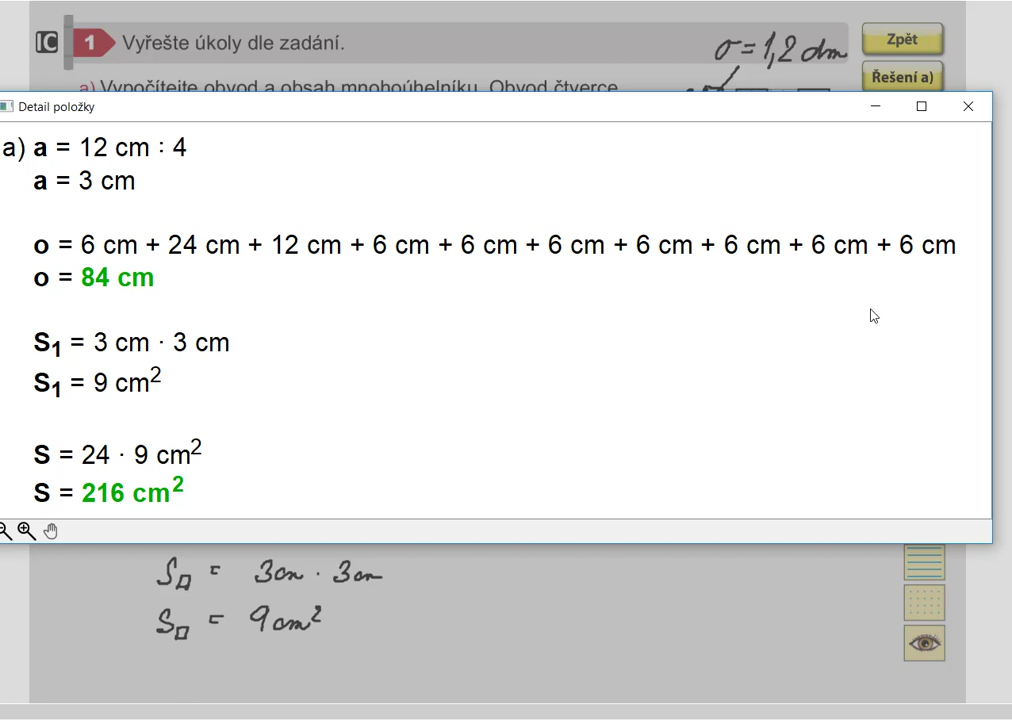 1 Vyřešte úkoly dle zadání.
σ = 1,2 dm
Zpět
a) Vypočítejte obvod a obsah mnohoúhelníku. Obvod čtverce
Řešení a)
Detail položky
a) a = 12 cm : 4
a = 3 cm
o = 6 cm + 24 cm + 12 cm + 6 cm + 6 cm + 6 cm + 6 cm + 6 cm + 6 cm + 6 cm
o = 84 cm
S1 = 3 cm · 3 cm
S1 = 9 cm²
S = 24 · 9 cm²
S = 216 cm²
S□ = 3cm · 3cm
S□ = 9cm²